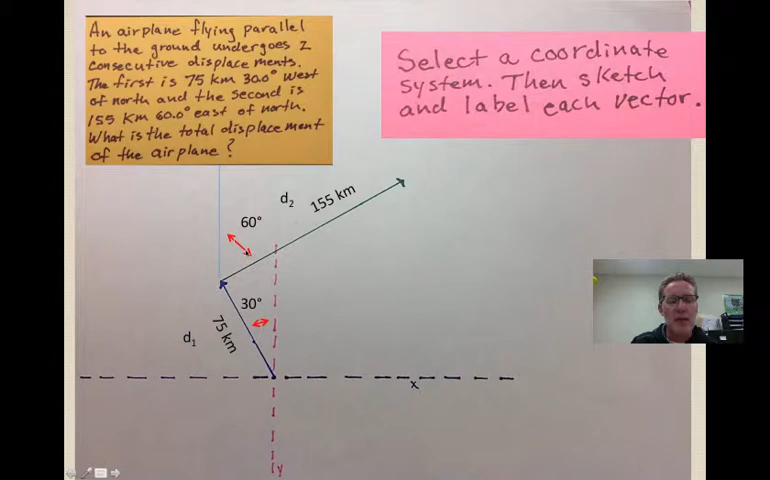 An airplane flying parallel
to the ground undergoes 2
consecutive displacements.
The first is 75 km 30.0° west
of north and the second is
155 km 60.0° east of north.
What is the total displacement
of the airplane?
Select a coordinate
system. Then sketch
and label each vector.
d₂
155 km
60°
30°
75 km
d₁
x
y